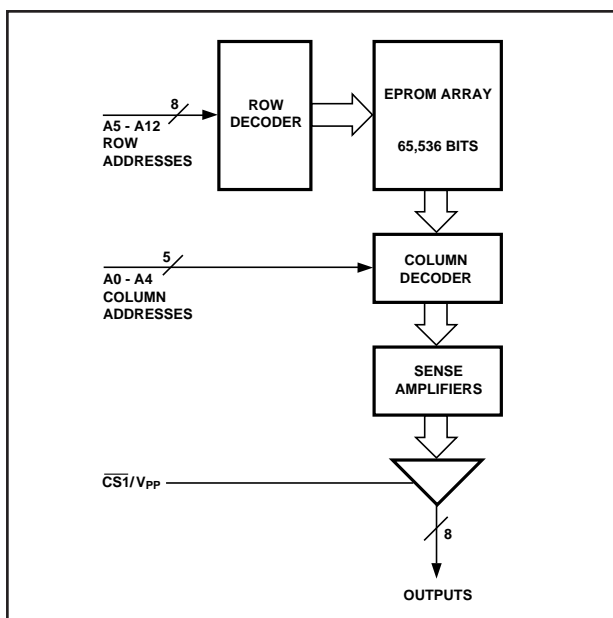 8
A5 - A12
ROW
ADDRESSES
ROW
DECODER
EPROM ARRAY
65,536 BITS
5
A0 - A4
COLUMN
ADDRESSES
COLUMN
DECODER
SENSE
AMPLIFIERS
C̅S̅1̅/VPP
8
OUTPUTS